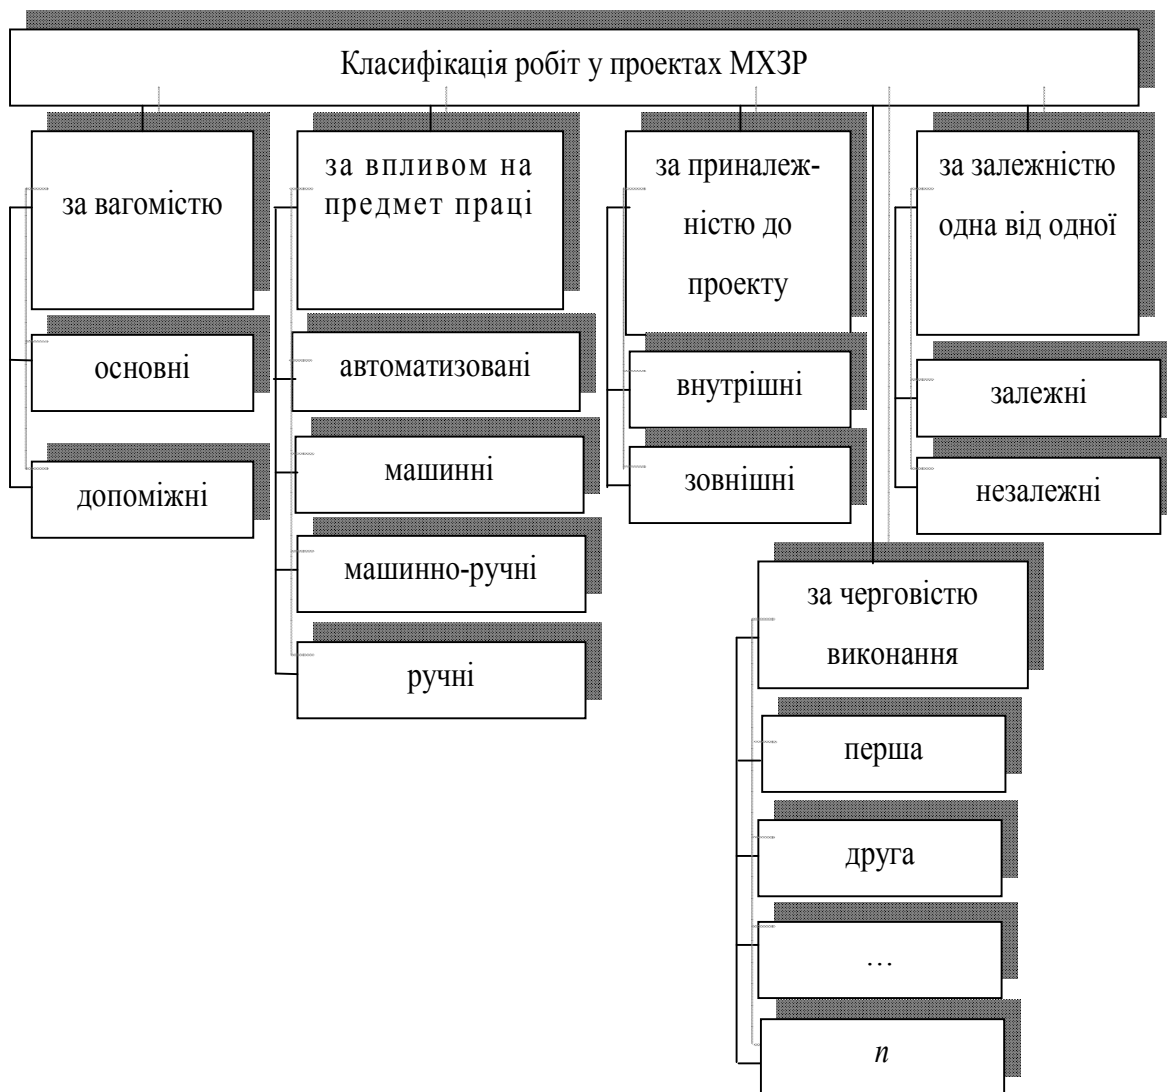 Класифікація робіт у проектах МХЗР
за вагомістю
основні
допоміжні
за впливом на
предмет праці
автоматизовані
машинні
машинно-ручні
ручні
за приналеж-
ністю до
проекту
внутрішні
зовнішні
за залежністю
одна від одної
залежні
незалежні
за черговістю
виконання
перша
друга
…
n